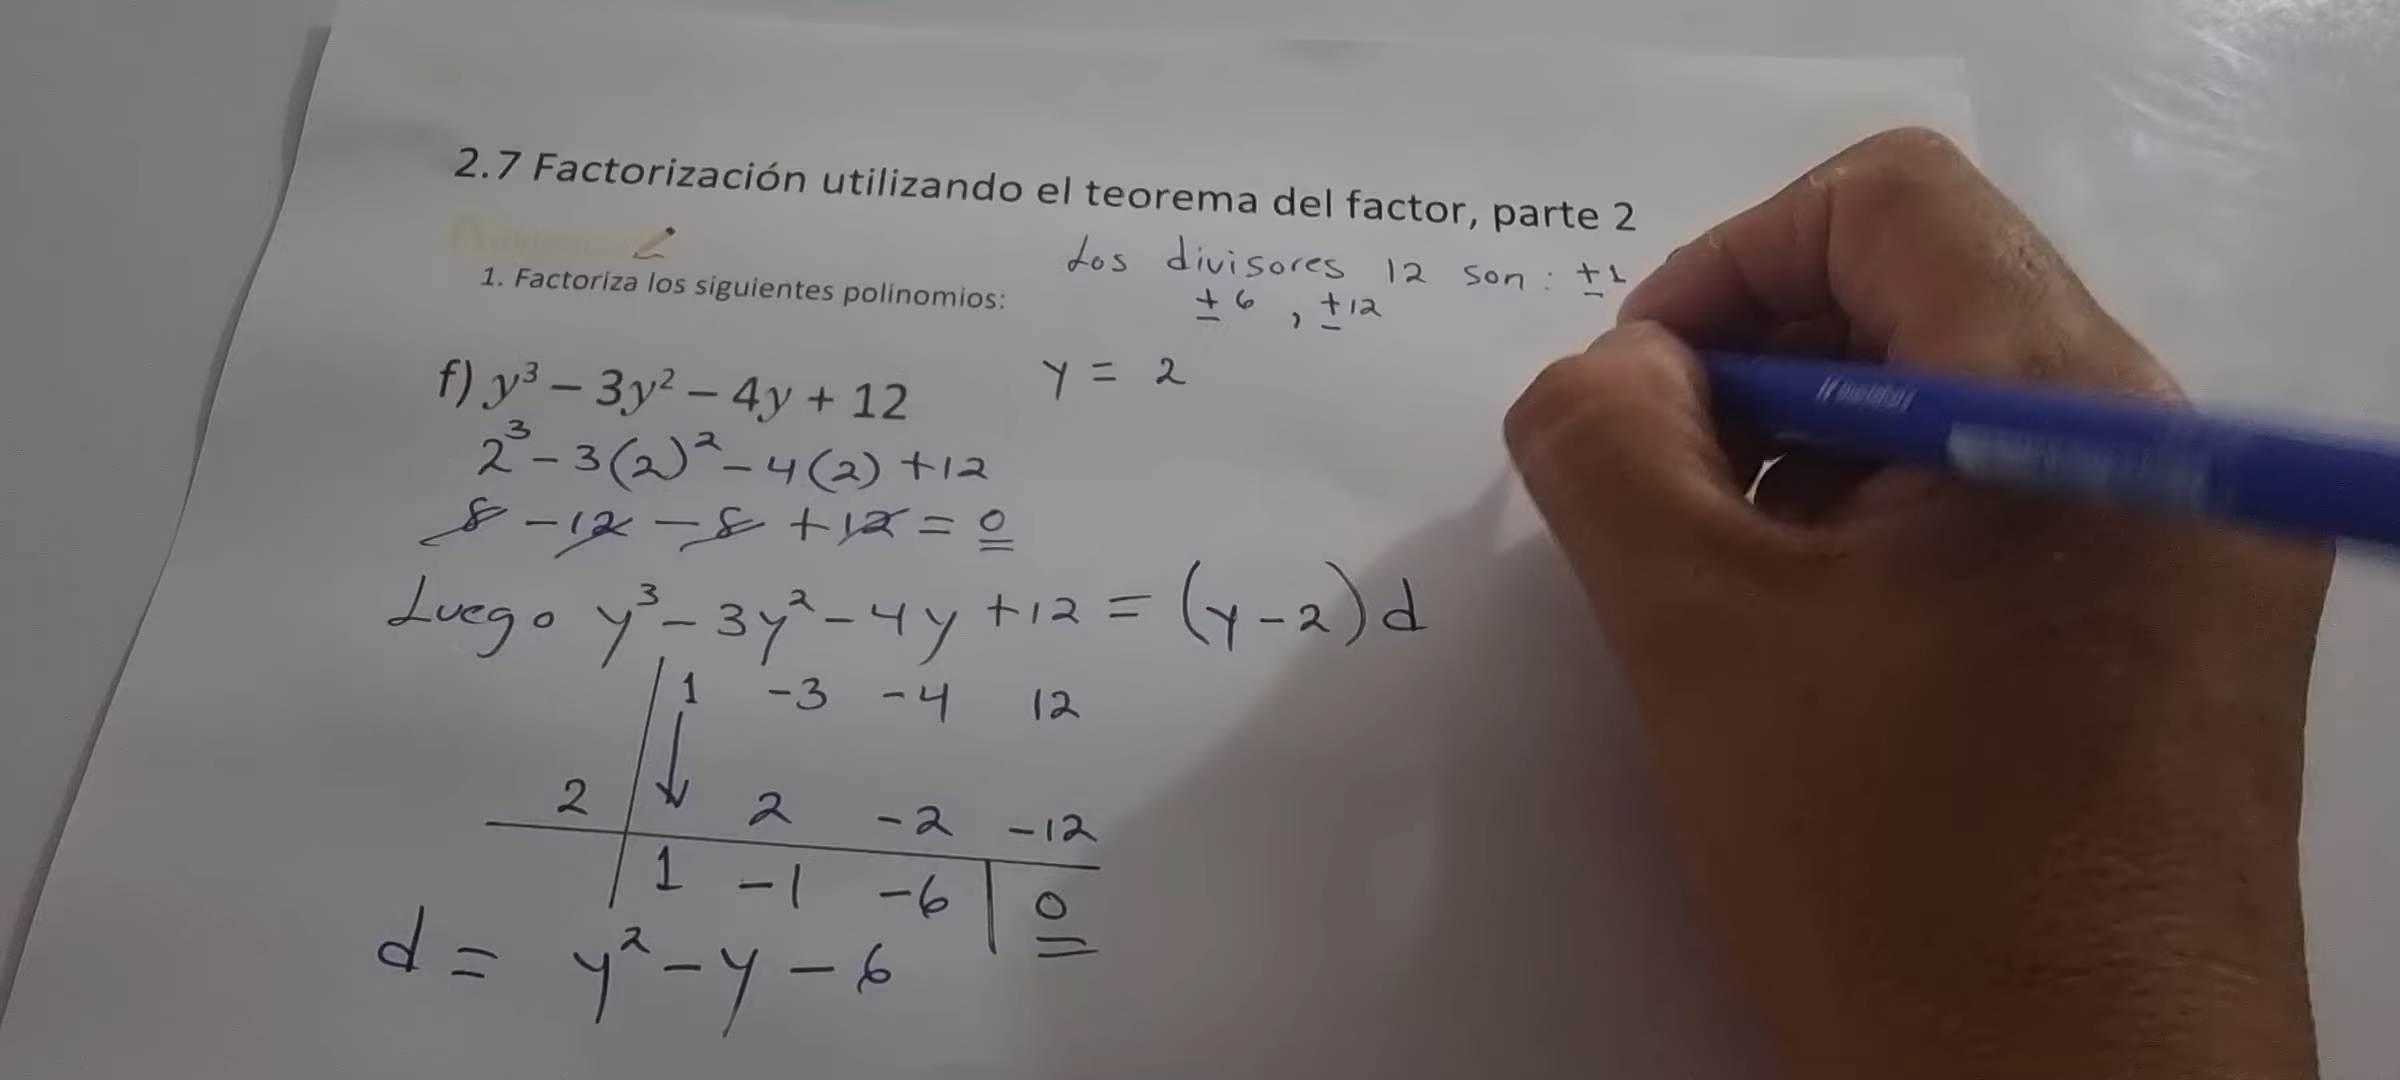 2.7 Factorización utilizando el teorema del factor, parte 2
Los divisores 12 son: ±1
±6, ±12
1. Factoriza los siguientes polinomios:
f) y³ − 3y² − 4y + 12
y = 2
2³ − 3(2)² − 4(2) + 12
8 − 12 − 8 + 12 = 0
Luego y³ − 3y² − 4y + 12 = (y − 2) d
1 −3 −4 12
2 2 −2 −12
1 −1 −6 0
d = y² − y − 6